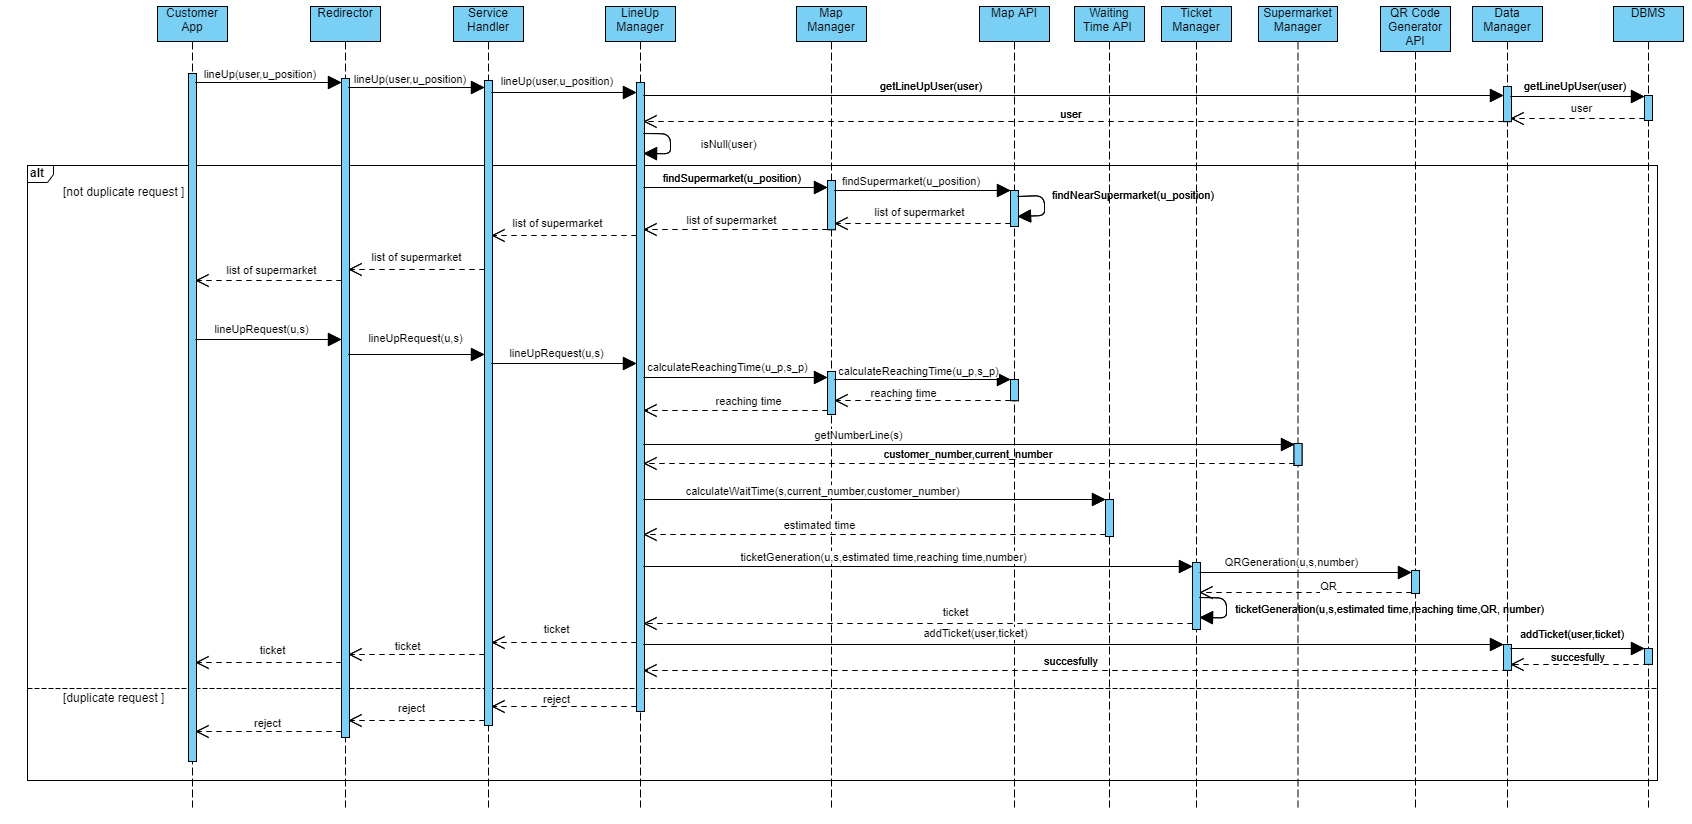 Customer
App
Redirector
Service
Handler
LineUp
Manager
Map
Manager
Map API
Waiting
Time API
Ticket
Manager
Supermarket
Manager
QR Code
Generator
API
Data
Manager
DBMS
lineUp(user,u_position)
lineUp(user,u_position)
lineUp(user,u_position)
getLineUpUser(user)
getLineUpUser(user)
user
user
isNull(user)
alt
[not duplicate request ]
findSupermarket(u_position)
findSupermarket(u_position)
findNearSupermarket(u_position)
list of supermarket
list of supermarket
list of supermarket
list of supermarket
list of supermarket
lineUpRequest(u,s)
lineUpRequest(u,s)
lineUpRequest(u,s)
calculateReachingTime(u_p,s_p)
calculateReachingTime(u_p,s_p)
reaching time
reaching time
getNumberLine(s)
customer_number,current_number
calculateWaitTime(s,current_number,customer_number)
estimated time
ticketGeneration(u,s,estimated time,reaching time,number)
QRGeneration(u,s,number)
QR
ticketGeneration(u,s,estimated time,reaching time,QR, number)
ticket
ticket
ticket
ticket
addTicket(user,ticket)
addTicket(user,ticket)
succesfully
succesfully
[duplicate request ]
reject
reject
reject